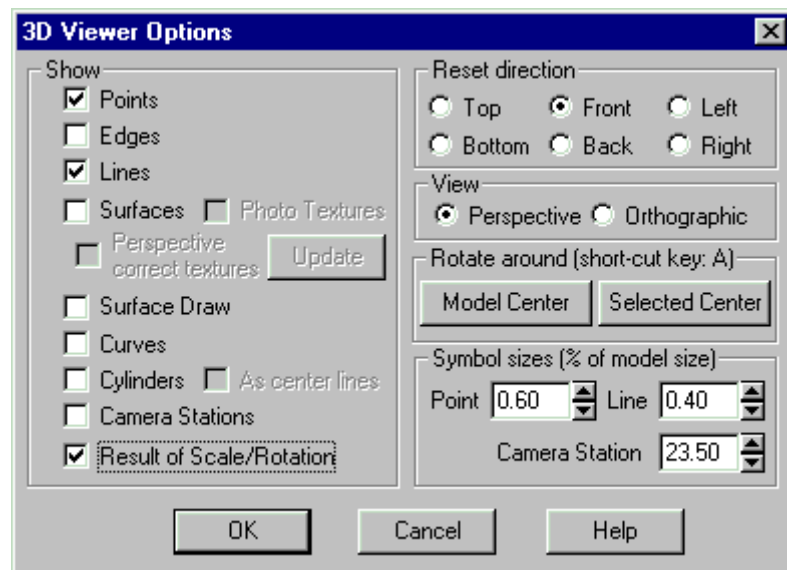 3D Viewer Options
Show
Points
Edges
Lines
Surfaces Photo Textures
Perspective
correct textures Update
Surface Draw
Curves
Cylinders As center lines
Camera Stations
Result of Scale/Rotation
Reset direction
Top Front Left
Bottom Back Right
View
Perspective Orthographic
Rotate around (short-cut key: A)
Model Center Selected Center
Symbol sizes (% of model size)
Point 0.60 Line 0.40
Camera Station 23.50
OK Cancel Help